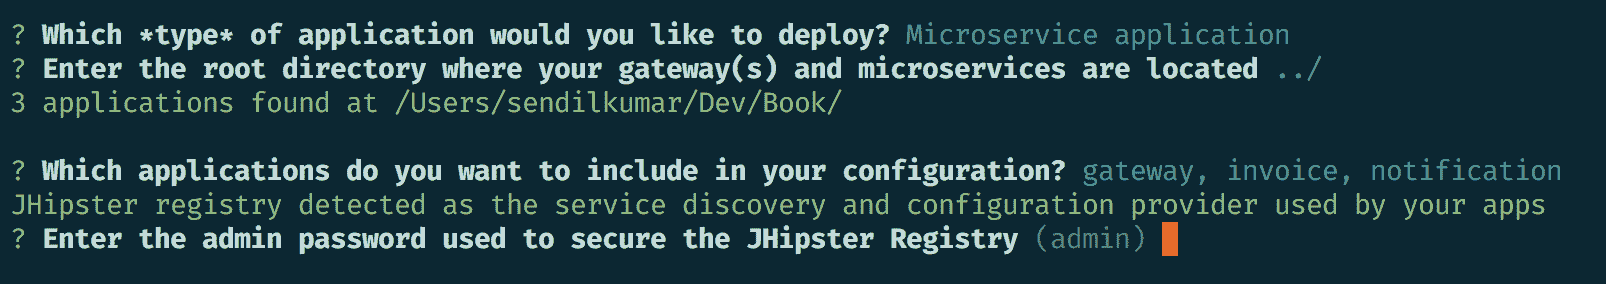 ? Which *type* of application would you like to deploy? Microservice application
? Enter the root directory where your gateway(s) and microservices are located ../
3 applications found at /Users/sendilkumar/Dev/Book/
? Which applications do you want to include in your configuration? gateway, invoice, notification
JHipster registry detected as the service discovery and configuration provider used by your apps
? Enter the admin password used to secure the JHipster Registry (admin)